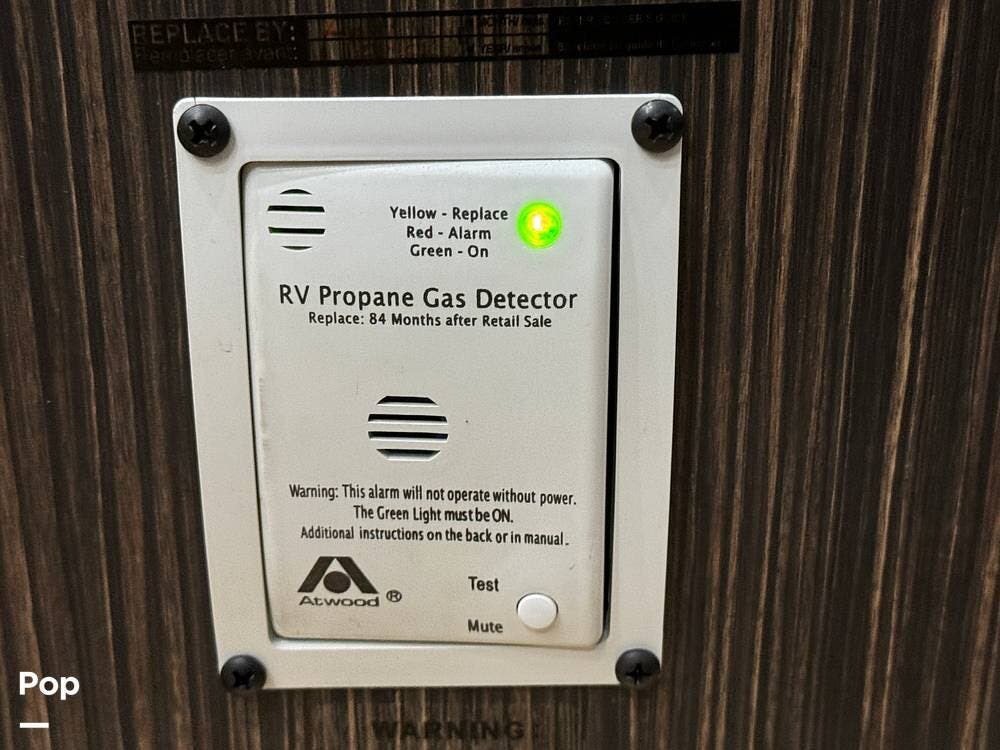 REPLACE BY:
Remplacer avant:
Yellow - Replace
Red - Alarm
Green - On
RV Propane Gas Detector
Replace: 84 Months after Retail Sale
Warning: This alarm will not operate without power.
The Green Light must be ON.
Additional instructions on the back or in manual.
Atwood ®
Test
Mute
Pop
WARNING: